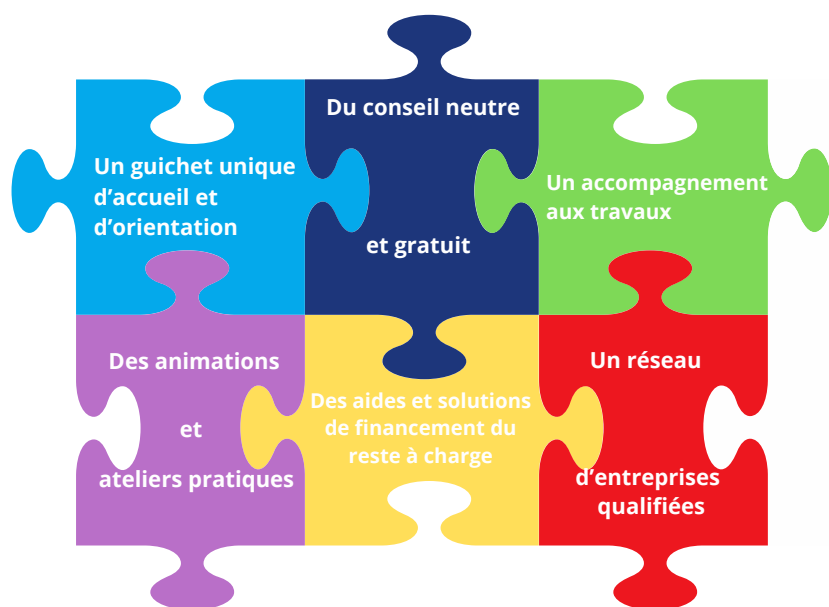 Un guichet unique
d'accueil et
d'orientation
Du conseil neutre
et gratuit
Un accompagnement
aux travaux
Des animations
et
ateliers pratiques
Des aides et solutions
de financement du
reste à charge
Un réseau
d'entreprises
qualifiées